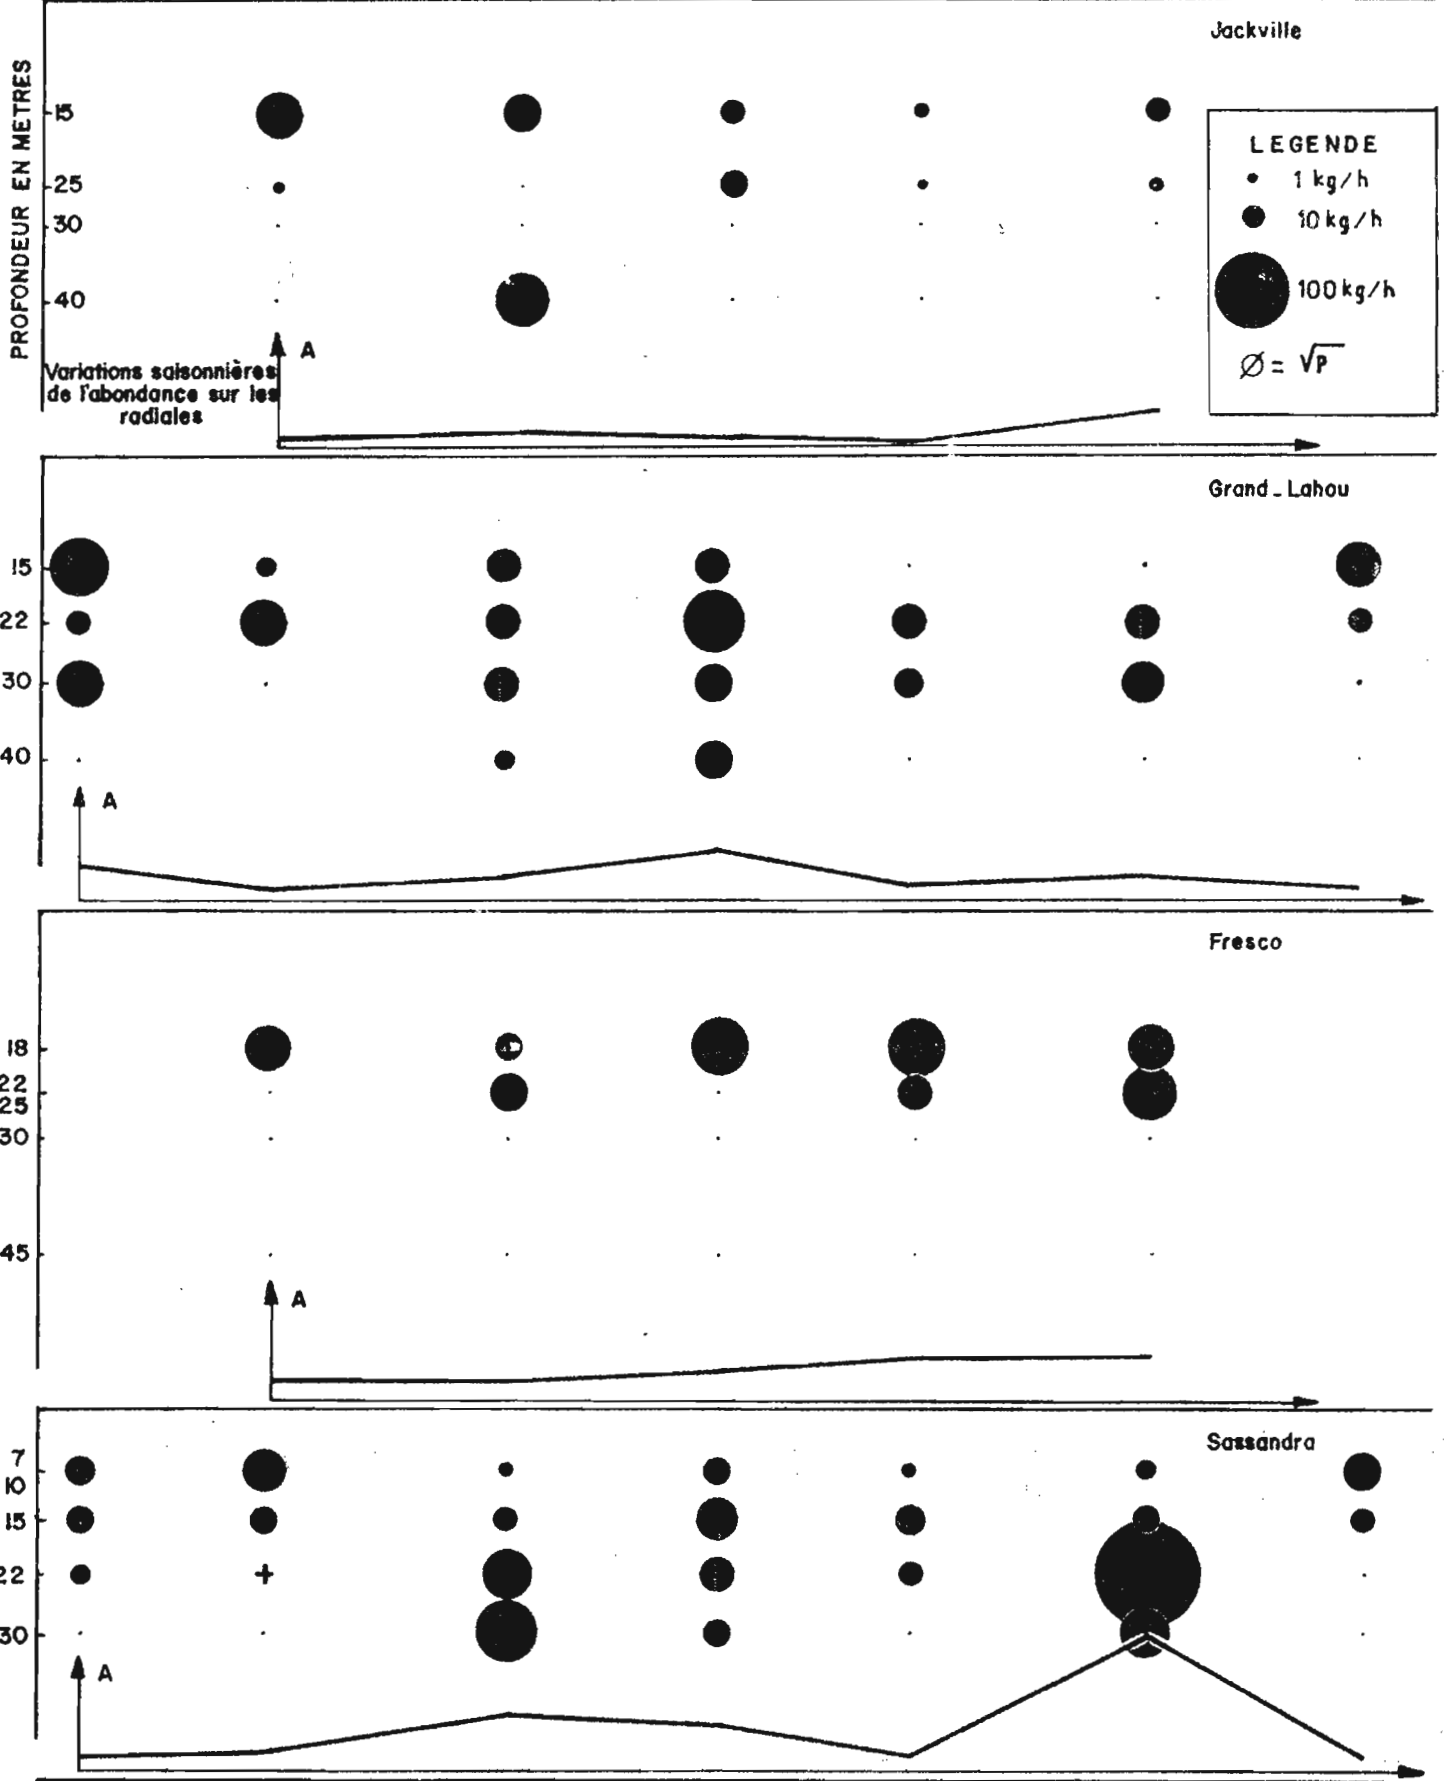 Jackville
PROFONDEUR EN METRES
15
25
30
40
LEGENDE
1 kg/h
10 kg/h
100 kg/h
Ø = √P
A
Variations saisonnières
de l'abondance sur les
radiales
Grand _ Lahou
15
22
30
40
A
Fresco
18
22
25
30
45
A
Sassandra
7
10
15
22
30
A